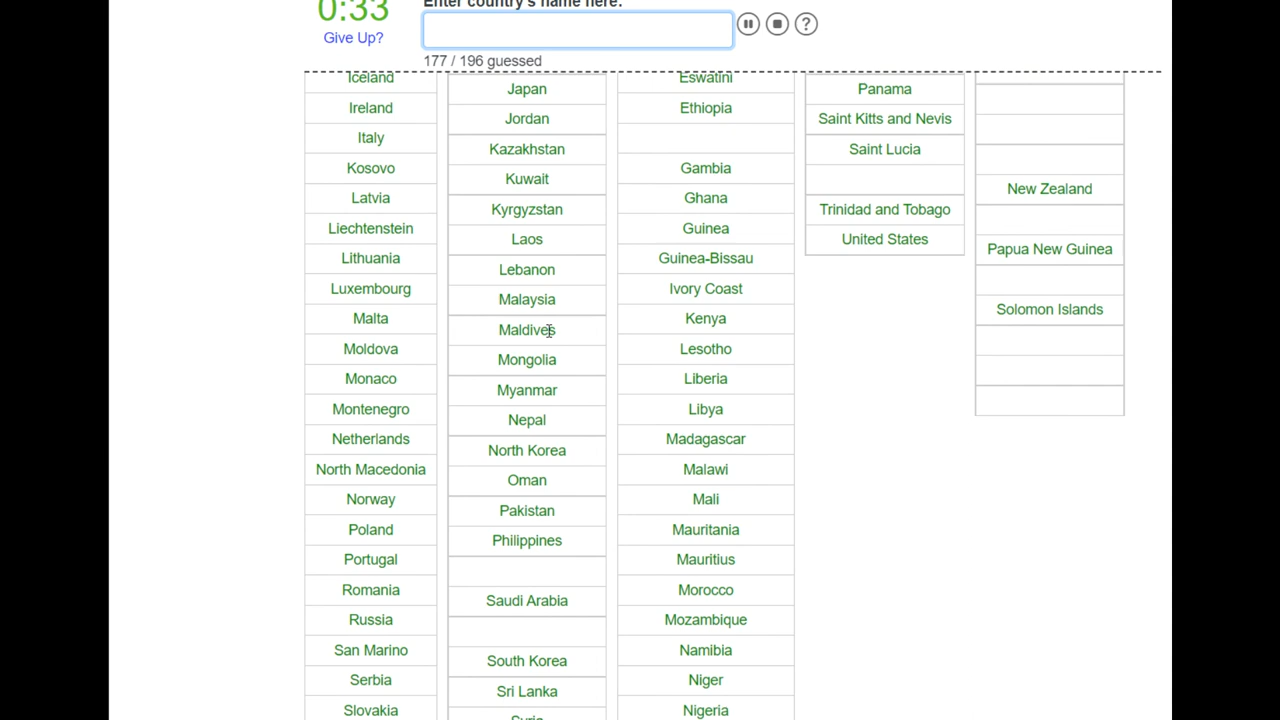 0:33
Give Up?
Enter country's name here:
177 / 196 guessed
Iceland
Ireland
Italy
Kosovo
Latvia
Liechtenstein
Lithuania
Luxembourg
Malta
Moldova
Monaco
Montenegro
Netherlands
North Macedonia
Norway
Poland
Portugal
Romania
Russia
San Marino
Serbia
Slovakia
Japan
Jordan
Kazakhstan
Kuwait
Kyrgyzstan
Laos
Lebanon
Malaysia
Maldives
Mongolia
Myanmar
Nepal
North Korea
Oman
Pakistan
Philippines
Saudi Arabia
South Korea
Sri Lanka
Syria
Eswatini
Ethiopia
Gambia
Ghana
Guinea
Guinea-Bissau
Ivory Coast
Kenya
Lesotho
Liberia
Libya
Madagascar
Malawi
Mali
Mauritania
Mauritius
Morocco
Mozambique
Namibia
Niger
Nigeria
Panama
Saint Kitts and Nevis
Saint Lucia
Trinidad and Tobago
United States
New Zealand
Papua New Guinea
Solomon Islands